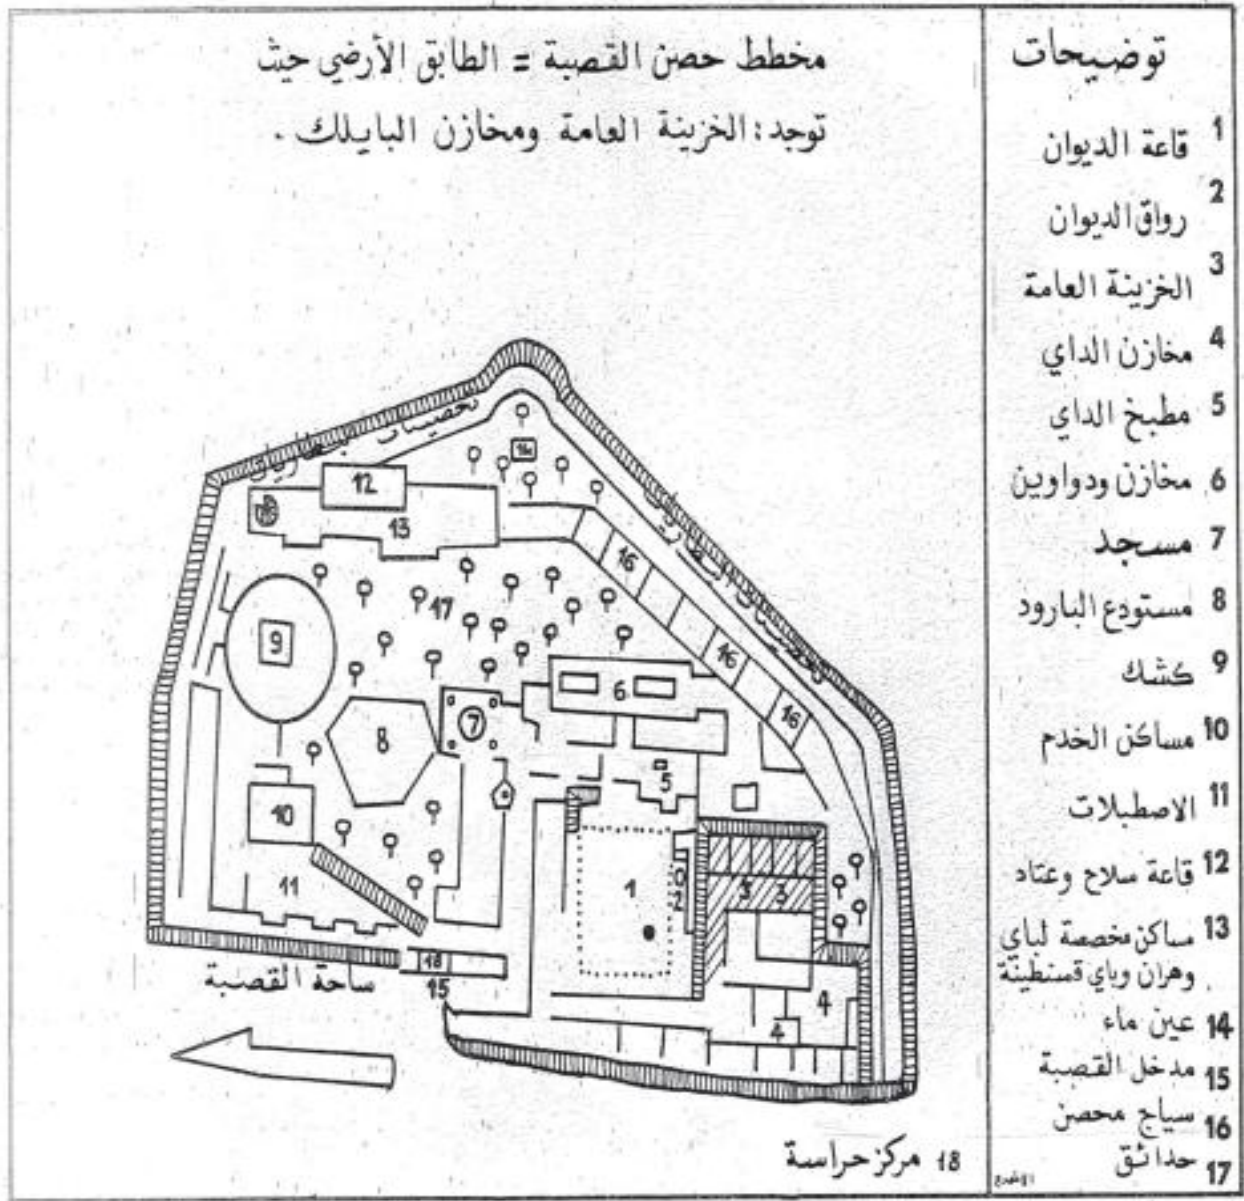 مخطط حصن القصبة = الطابق الأرضي حيث
توجد : الخزينة العامة ومخازن البايلك .
توضيحات
1 قاعة الديوان
2 رواق الديوان
3 الخزينة العامة
4 مخازن الداي
5 مطبخ الداي
6 مخازن ودواوين
7 مسجد
8 مستودع البارود
9 كشك
10 مساكن الخدم
11 الاصطبلات
12 قاعة سلاح وعتاد
13 مساكن مخصصة لباي
وهران وباي قسنطينة
14 عين ماء
15 مدخل القصبة
16 سياج محصن
17 حدائق
18 مركز حراسة
تحصينات
12
13
16
17
9
16
6
16
8
7
5
10
11
1
2
3 3
18
15
4
4
ساحة القصبة